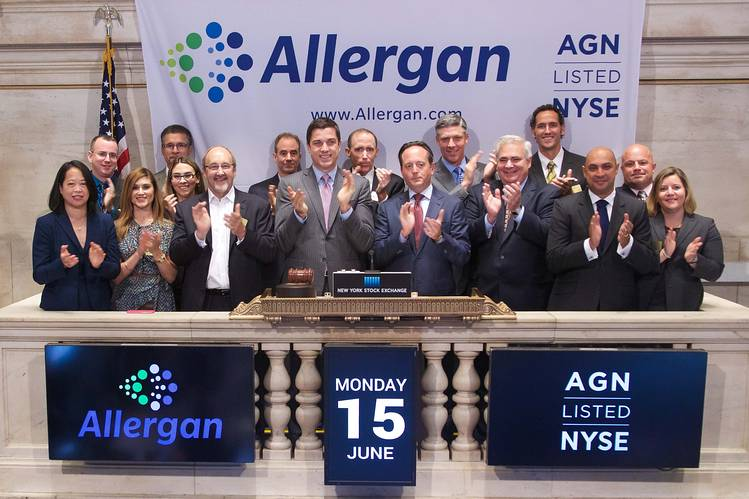 Allergan
www.Allergan.com
AGN
LISTED
NYSE
NEW YORK STOCK EXCHANGE
Allergan
MONDAY
15
JUNE
AGN
LISTED
NYSE